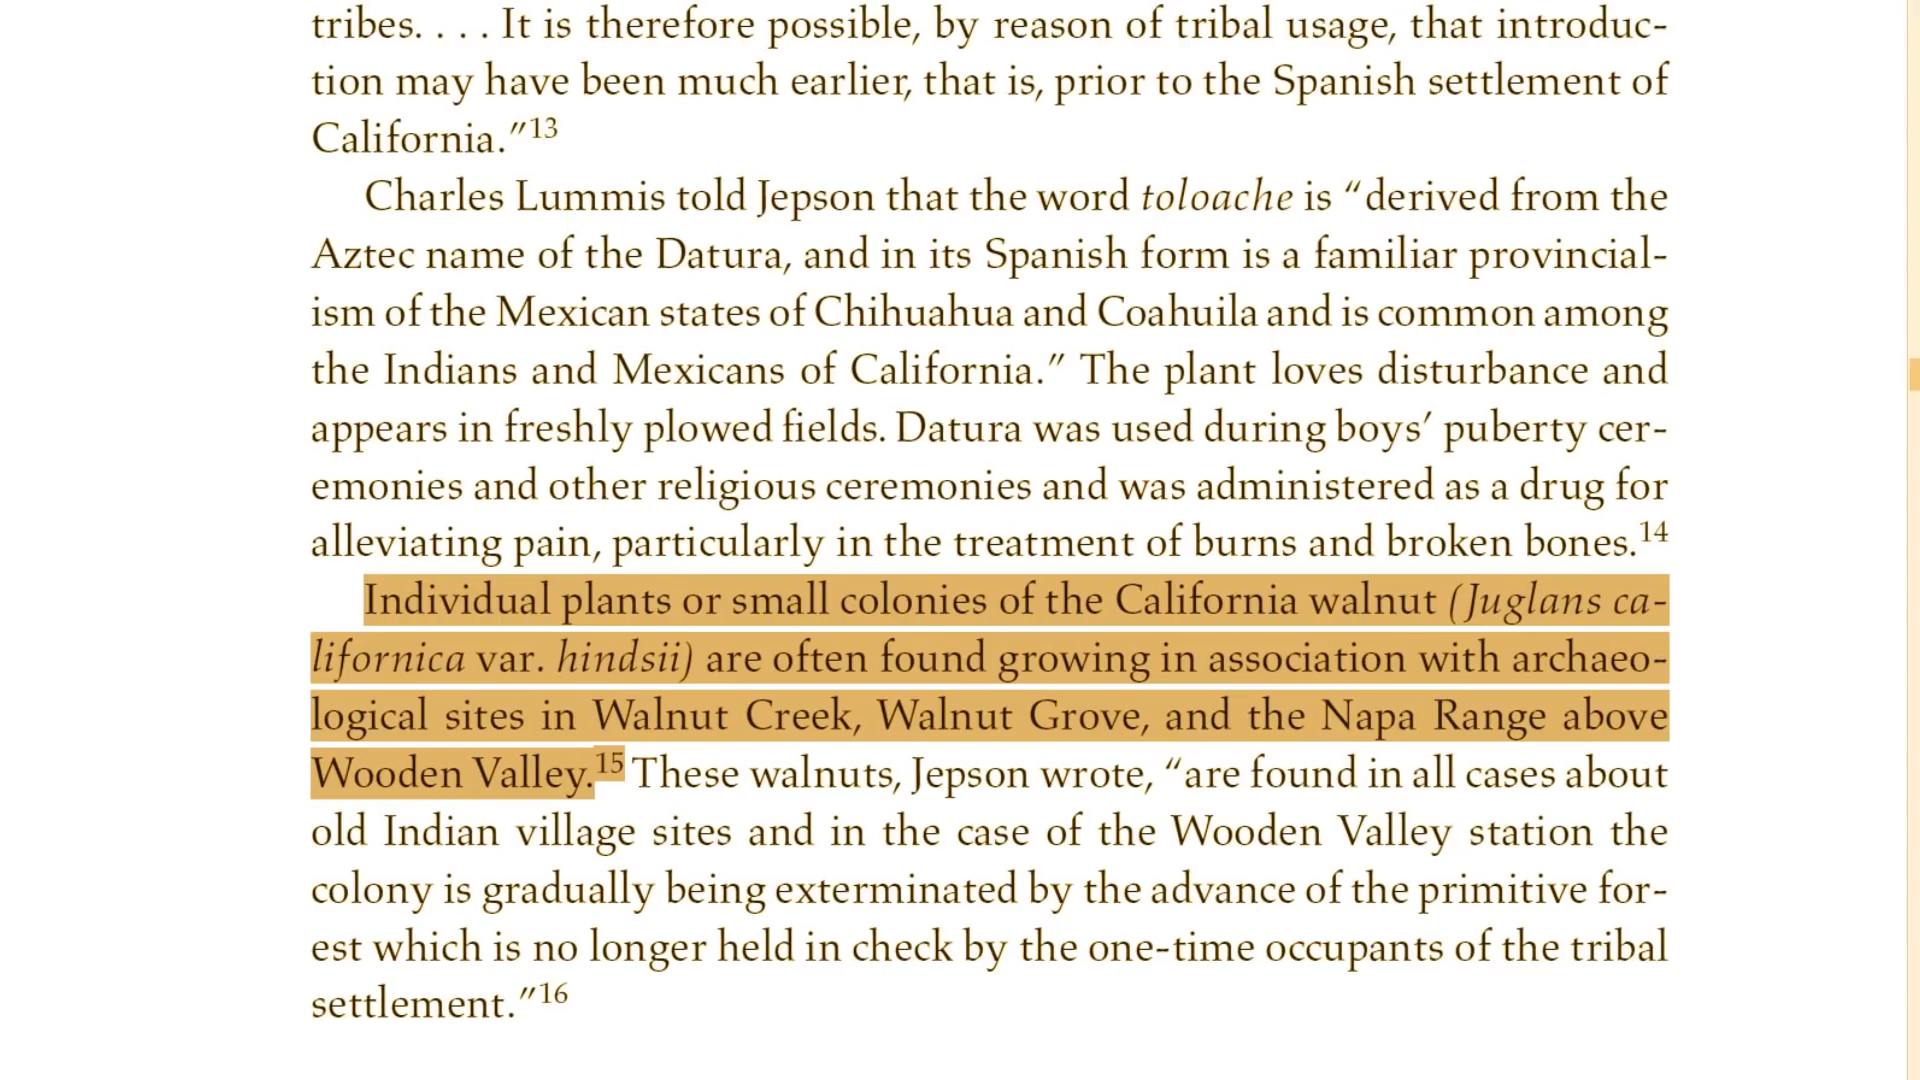 tribes. . . . It is therefore possible, by reason of tribal usage, that introduc-
tion may have been much earlier, that is, prior to the Spanish settlement of
California.”13
Charles Lummis told Jepson that the word toloache is “derived from the
Aztec name of the Datura, and in its Spanish form is a familiar provincial-
ism of the Mexican states of Chihuahua and Coahuila and is common among
the Indians and Mexicans of California.” The plant loves disturbance and
appears in freshly plowed fields. Datura was used during boys’ puberty cer-
emonies and other religious ceremonies and was administered as a drug for
alleviating pain, particularly in the treatment of burns and broken bones.14
Individual plants or small colonies of the California walnut (Juglans ca-
lifornica var. hindsii) are often found growing in association with archaeo-
logical sites in Walnut Creek, Walnut Grove, and the Napa Range above
Wooden Valley.15 These walnuts, Jepson wrote, “are found in all cases about
old Indian village sites and in the case of the Wooden Valley station the
colony is gradually being exterminated by the advance of the primitive for-
est which is no longer held in check by the one-time occupants of the tribal
settlement.”16